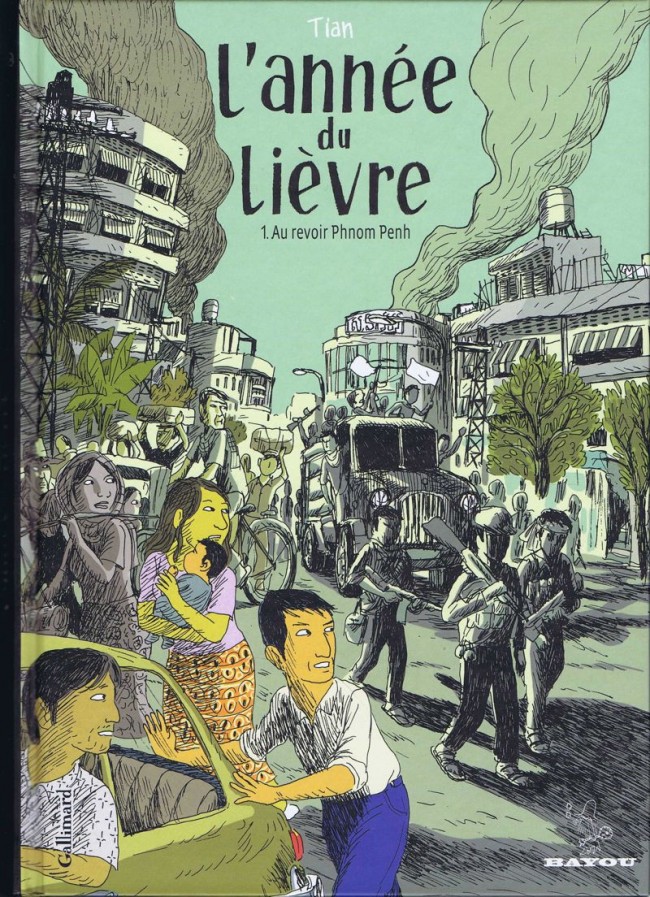 Tian
l'année
du
lièvre
1. Au revoir Phnom Penh
Gallimard
BAYOU